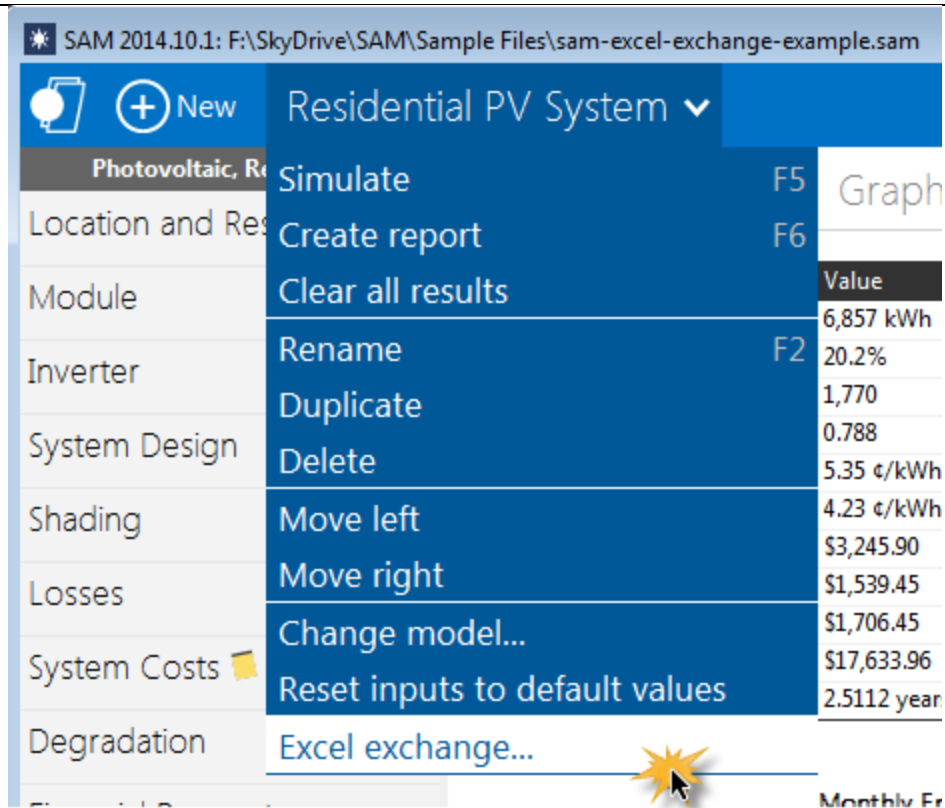 SAM 2014.10.1: F:\SkyDrive\SAM\Sample Files\sam-excel-exchange-example.sam
New
Residential PV System
Photovoltaic, Re
Location and Res
Module
Inverter
System Design
Shading
Losses
System Costs
Degradation
Simulate F5
Create report F6
Clear all results
Rename F2
Duplicate
Delete
Move left
Move right
Change model...
Reset inputs to default values
Excel exchange...
Graph
Value
6,857 kWh
20.2%
1,770
0.788
5.35 ¢/kWh
4.23 ¢/kWh
$3,245.90
$1,539.45
$1,706.45
$17,633.96
2.5112 years
Monthly En